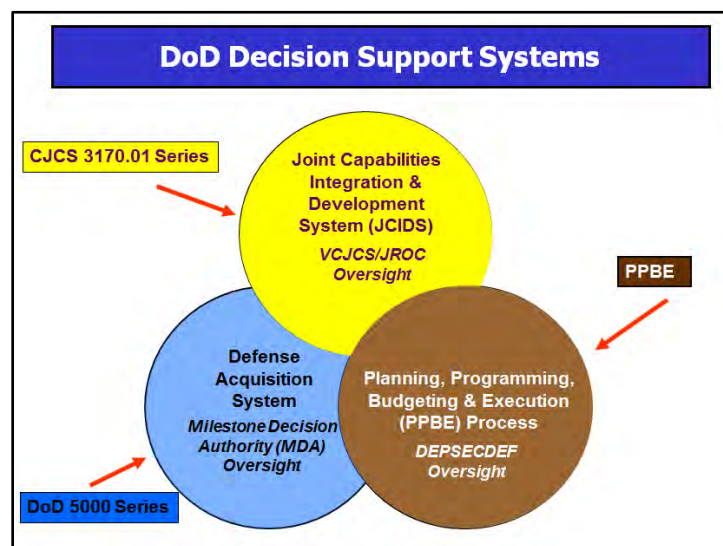 DoD Decision Support Systems
CJCS 3170.01 Series
Joint Capabilities
Integration &
Development
System (JCIDS)
VCJCS/JROC
Oversight
PPBE
Defense
Acquisition
System
Milestone Decision
Authority (MDA)
Oversight
Planning, Programming,
Budgeting & Execution
(PPBE) Process
DEPSECDEF
Oversight
DoD 5000 Series